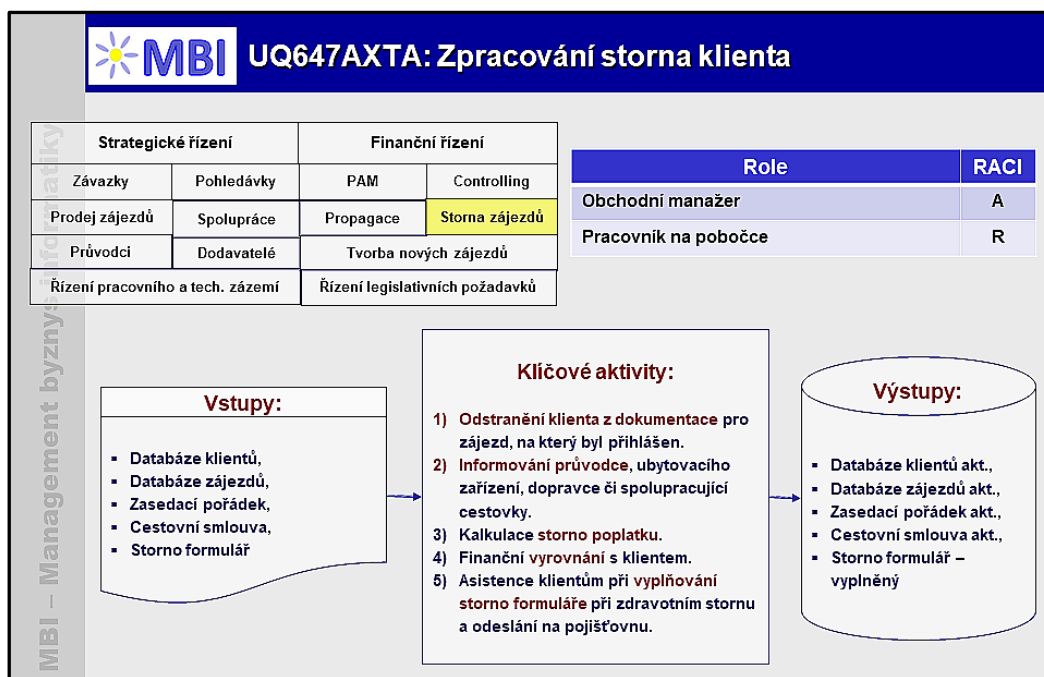 MBI
UQ647AXTA: Zpracování storna klienta
MBI – Management byznys informatiky
Strategické řízení
Finanční řízení
Závazky
Pohledávky
PAM
Controlling
Prodej zájezdů
Spolupráce
Propagace
Storna zájezdů
Průvodci
Dodavatelé
Tvorba nových zájezdů
Řízení pracovního a tech. zázemí
Řízení legislativních požadavků
Role
RACI
Obchodní manažer
A
Pracovník na pobočce
R
Vstupy:
▪ Databáze klientů,
▪ Databáze zájezdů,
▪ Zasedací pořádek,
▪ Cestovní smlouva,
▪ Storno formulář
Klíčové aktivity:
1) Odstranění klienta z dokumentace pro
zájezd, na který byl přihlášen.
2) Informování průvodce, ubytovacího
zařízení, dopravce či spolupracující
cestovky.
3) Kalkulace storno poplatku.
4) Finanční vyrovnání s klientem.
5) Asistence klientům při vyplňování
storno formuláře při zdravotním stornu
a odeslání na pojišťovnu.
Výstupy:
▪ Databáze klientů akt.,
▪ Databáze zájezdů akt.,
▪ Zasedací pořádek akt.,
▪ Cestovní smlouva akt.,
▪ Storno formulář –
vyplněný